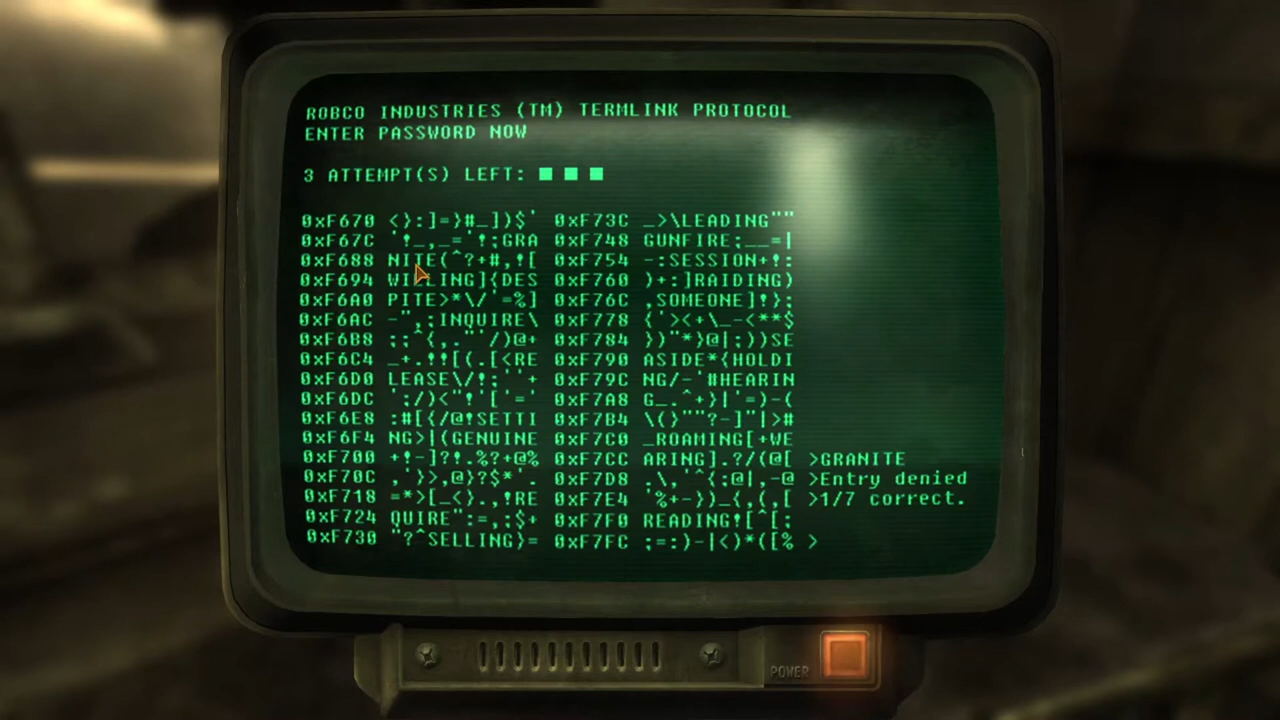 ROBCO INDUSTRIES (TM) TERMLINK PROTOCOL
ENTER PASSWORD NOW
3 ATTEMPT(S) LEFT: ■ ■ ■
0xF670 <}:]=}#_])$' 0xF73C _>\LEADING""
0xF67C '!_,_='!;GRA 0xF748 GUNFIRE;__=|
0xF688 NITE(^?+#,![ 0xF754 -:SESSION+!:
0xF694 WILLING]{DES 0xF760 )+:]RAIDING)
0xF6A0 PITE>*\/'=%] 0xF76C ,SOMEONE]!};
0xF6AC -",;INQUIRE\ 0xF778 {'><+\_-<**$
0xF6B8 ;:^{,."'/)@+ 0xF784 })"*}@|;))SE
0xF6C4 _+.!![(.[<RE 0xF790 ASIDE*{HOLDI
0xF6D0 LEASE\/!;''+ 0xF79C NG/-'#HEARIN
0xF6DC ';/)<"!'['=' 0xF7A8 G_.^+}|'=)-(
0xF6E8 :#[{/@!SETTI 0xF7B4 \(}""?-]"|>#
0xF6F4 NG>|(GENUINE 0xF7C0 _ROAMING[+WE
0xF700 +!-]?!.%?+@% 0xF7CC ARING].?/(@[ >GRANITE
0xF70C ,'}>,@}?$*'. 0xF7D8 .\,'^{;@|,-@ >Entry denied
0xF718 =*>[_<}.,!RE 0xF7E4 '%+-})_{,(,[ >1/7 correct.
0xF724 QUIRE":=,:$+ 0xF7F0 READING![^[:
0xF730 "?^SELLING}= 0xF7FC ;=:)-|<)*([% >
POWER